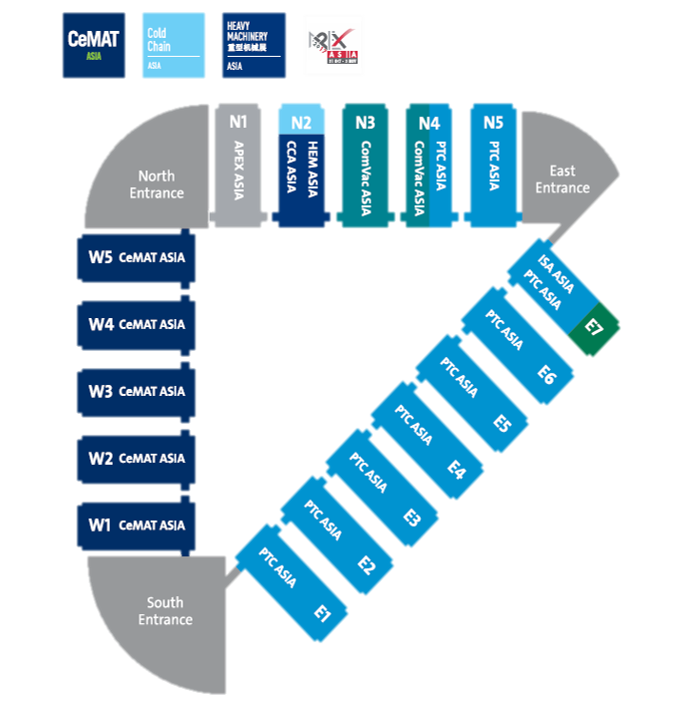 CeMAT
ASIA
Cold
Chain
ASIA
HEAVY
MACHINERY
重型机械展
ASIA
ASIA
N1
APEX ASIA
N2
HEM ASIA
CCA ASIA
N3
ComVac ASIA
N4
PTC ASIA
ComVac ASIA
N5
PTC ASIA
North
Entrance
East
Entrance
W5 CeMAT ASIA
W4 CeMAT ASIA
W3 CeMAT ASIA
W2 CeMAT ASIA
W1 CeMAT ASIA
ISA ASIA
PTC ASIA
E7
PTC ASIA
E6
PTC ASIA
E5
PTC ASIA
E4
PTC ASIA
E3
PTC ASIA
E2
PTC ASIA
E1
South
Entrance